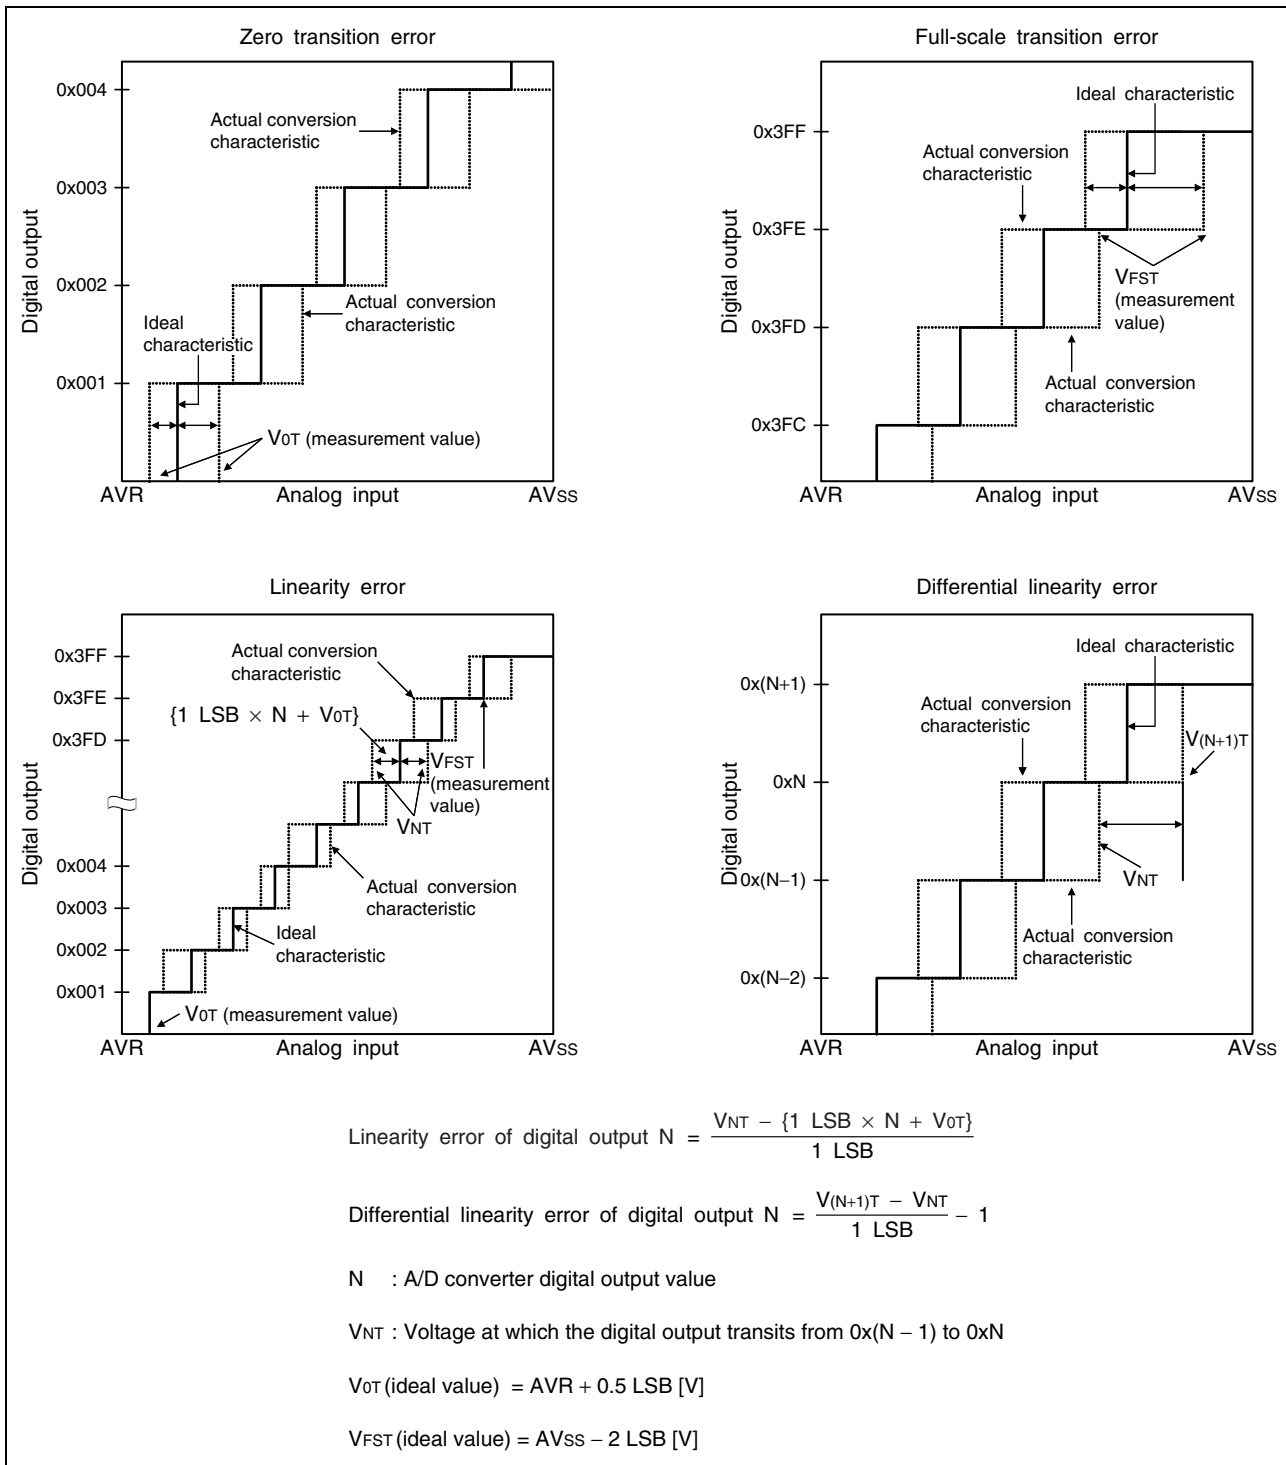 Zero transition error
0x004
0x003
0x002
0x001
Digital output
Actual conversion
characteristic
Actual conversion
characteristic
Ideal
characteristic
V0T (measurement value)
AVR
Analog input
AVSS
Full-scale transition error
0x3FF
0x3FE
0x3FD
0x3FC
Digital output
Ideal characteristic
Actual conversion
characteristic
VFST
(measurement
value)
Actual conversion
characteristic
AVR
Analog input
AVSS
Linearity error
0x3FF
0x3FE
0x3FD
0x004
0x003
0x002
0x001
Digital output
Actual conversion
characteristic
{1 LSB × N + V0T}
VFST
(measurement
value)
VNT
Actual conversion
characteristic
Ideal
characteristic
V0T (measurement value)
AVR
Analog input
AVSS
Differential linearity error
0x(N+1)
0xN
0x(N−1)
0x(N−2)
Digital output
Ideal characteristic
Actual conversion
characteristic
V(N+1)T
VNT
Actual conversion
characteristic
AVR
Analog input
AVSS
Linearity error of digital output N = VNT − {1 LSB × N + V0T} / 1 LSB
Differential linearity error of digital output N = V(N+1)T − VNT / 1 LSB − 1
N : A/D converter digital output value
VNT : Voltage at which the digital output transits from 0x(N − 1) to 0xN
V0T (ideal value) = AVR + 0.5 LSB [V]
VFST (ideal value) = AVSS − 2 LSB [V]